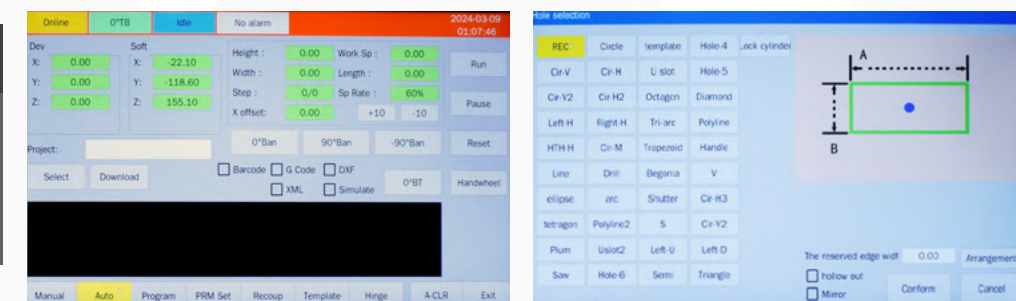 Online 0°TB Idle No alarm 2024-03-09
01:07:46
Dev Soft
X: 0.00 X: -22.10
Y: 0.00 Y: -118.60
Z: 0.00 Z: 155.10
Height : 0.00 Work Sp : 0.00
Width : 0.00 Length : 0.00
Step : 0/0 Sp Rate : 60%
X offset: 0.00 +10 -10
Run
Pause
Project: 0°Ban 90°Ban -90°Ban Reset
Select Download Barcode G Code DXF
XML Simulate 0°BT Handwheel
Manual Auto Program PRM Set Recoup Template Hinge A-CLR Exit
Hole selection
REC Circle template Hole-4 Lock cylinder
Cir-V Cir-H U slot Hole-5
Cir-V2 Cir-H2 Octagon Diamond
Left-H Right-H Tri-arc Polyline
HTH-H Cir-M Trapezoid Handle
Line Drill Begonia V
ellipse arc Shutter Cir-H3
tetragon Polyline2 S Cir-Y2
Plum Uslot2 Left-U Left D
Saw Hole-6 Semi Triangle
A
B
The reserved edge widt 0.00 Arrangement
Hollow out
Mirror Conform Cancel